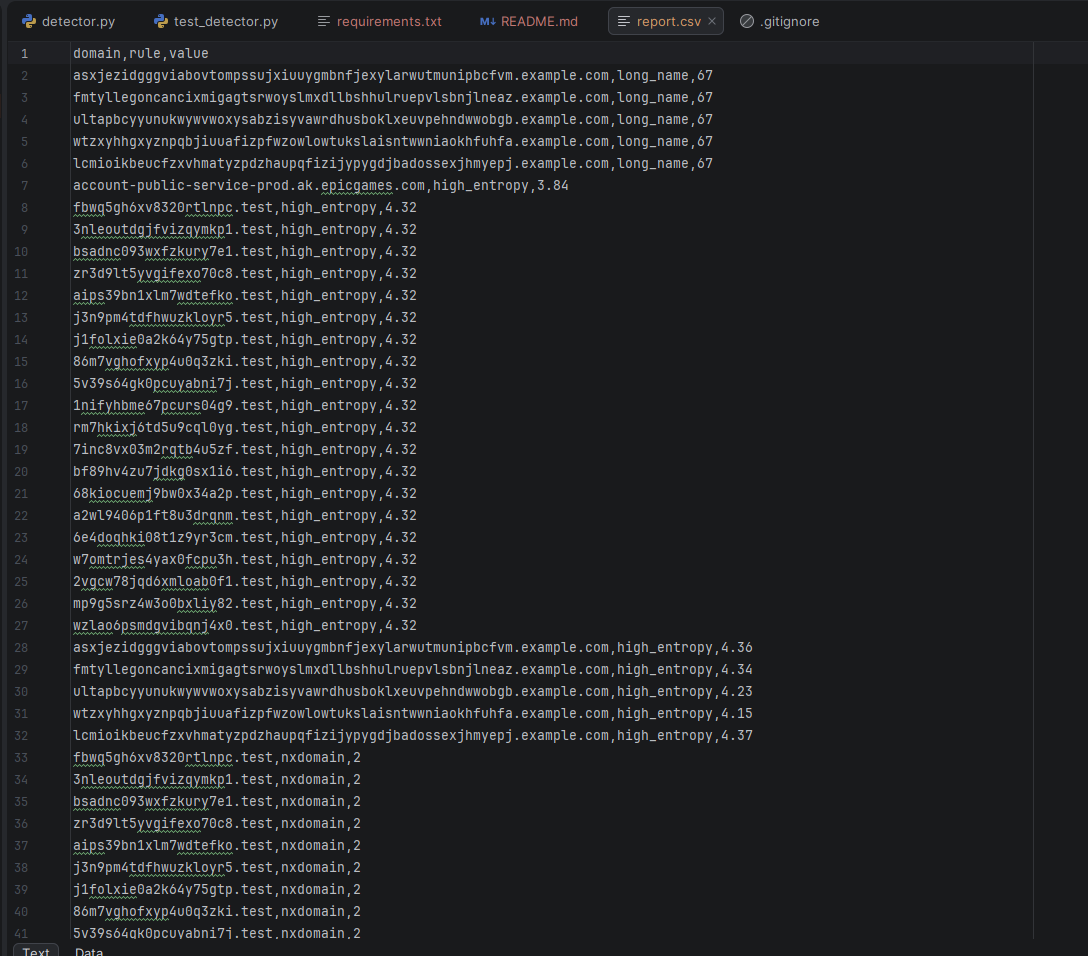 detector.py test_detector.py requirements.txt README.md report.csv .gitignore
1 domain,rule,value
2 asxjezidgggviabovtompssujxiuuygmbnfjexylarwutmunipbcfvm.example.com,long_name,67
3 fmtyllegoncancixmigagtsrwoyslmxdllbshhulruepvlsbnjlneaz.example.com,long_name,67
4 ultapbcyyunukwywvwoxysabzisyvawrdhusboklxeuvpehndwwobgb.example.com,long_name,67
5 wtzxyhhgxyznpqbjiuuafizpfwzowlowtukslaisntwwniaokhfuhfa.example.com,long_name,67
6 lcmioikbeucfzxvhmatyzpdzhaupqfizijypygdjbadossexjhmyepj.example.com,long_name,67
7 account-public-service-prod.ak.epicgames.com,high_entropy,3.84
8 fbwq5gh6xv8320rtlnpc.test,high_entropy,4.32
9 3nleoutdgjfvizqymkp1.test,high_entropy,4.32
10 bsadnc093wxfzkury7e1.test,high_entropy,4.32
11 zr3d9lt5yvgifexo70c8.test,high_entropy,4.32
12 aips39bn1xlm7wdtefko.test,high_entropy,4.32
13 j3n9pm4tdfhwuzkloyr5.test,high_entropy,4.32
14 j1folxie0a2k64y75gtp.test,high_entropy,4.32
15 86m7vghofxyp4u0q3zki.test,high_entropy,4.32
16 5v39s64gk0pcuyabni7j.test,high_entropy,4.32
17 1nifyhbme67pcurs04g9.test,high_entropy,4.32
18 rm7hkixj6td5u9cql0yg.test,high_entropy,4.32
19 7inc8vx03m2rqtb4u5zf.test,high_entropy,4.32
20 bf89hv4zu7jdkg0sx1i6.test,high_entropy,4.32
21 68kiocuemj9bw0x34a2p.test,high_entropy,4.32
22 a2wl9406p1ft8u3drqnm.test,high_entropy,4.32
23 6e4doqhki08t1z9yr3cm.test,high_entropy,4.32
24 w7omtrjes4yax0fcpu3h.test,high_entropy,4.32
25 2vgcw78jqd6xmloab0f1.test,high_entropy,4.32
26 mp9g5srz4w3o0bxliy82.test,high_entropy,4.32
27 wzlao6psmdgvibqnj4x0.test,high_entropy,4.32
28 asxjezidgggviabovtompssujxiuuygmbnfjexylarwutmunipbcfvm.example.com,high_entropy,4.36
29 fmtyllegoncancixmigagtsrwoyslmxdllbshhulruepvlsbnjlneaz.example.com,high_entropy,4.34
30 ultapbcyyunukwywvwoxysabzisyvawrdhusboklxeuvpehndwwobgb.example.com,high_entropy,4.23
31 wtzxyhhgxyznpqbjiuuafizpfwzowlowtukslaisntwwniaokhfuhfa.example.com,high_entropy,4.15
32 lcmioikbeucfzxvhmatyzpdzhaupqfizijypygdjbadossexjhmyepj.example.com,high_entropy,4.37
33 fbwq5gh6xv8320rtlnpc.test,nxdomain,2
34 3nleoutdgjfvizqymkp1.test,nxdomain,2
35 bsadnc093wxfzkury7e1.test,nxdomain,2
36 zr3d9lt5yvgifexo70c8.test,nxdomain,2
37 aips39bn1xlm7wdtefko.test,nxdomain,2
38 j3n9pm4tdfhwuzkloyr5.test,nxdomain,2
39 j1folxie0a2k64y75gtp.test,nxdomain,2
40 86m7vghofxyp4u0q3zki.test,nxdomain,2
41 5v39s64gk0pcuyabni7j.test,nxdomain,2
Text Data